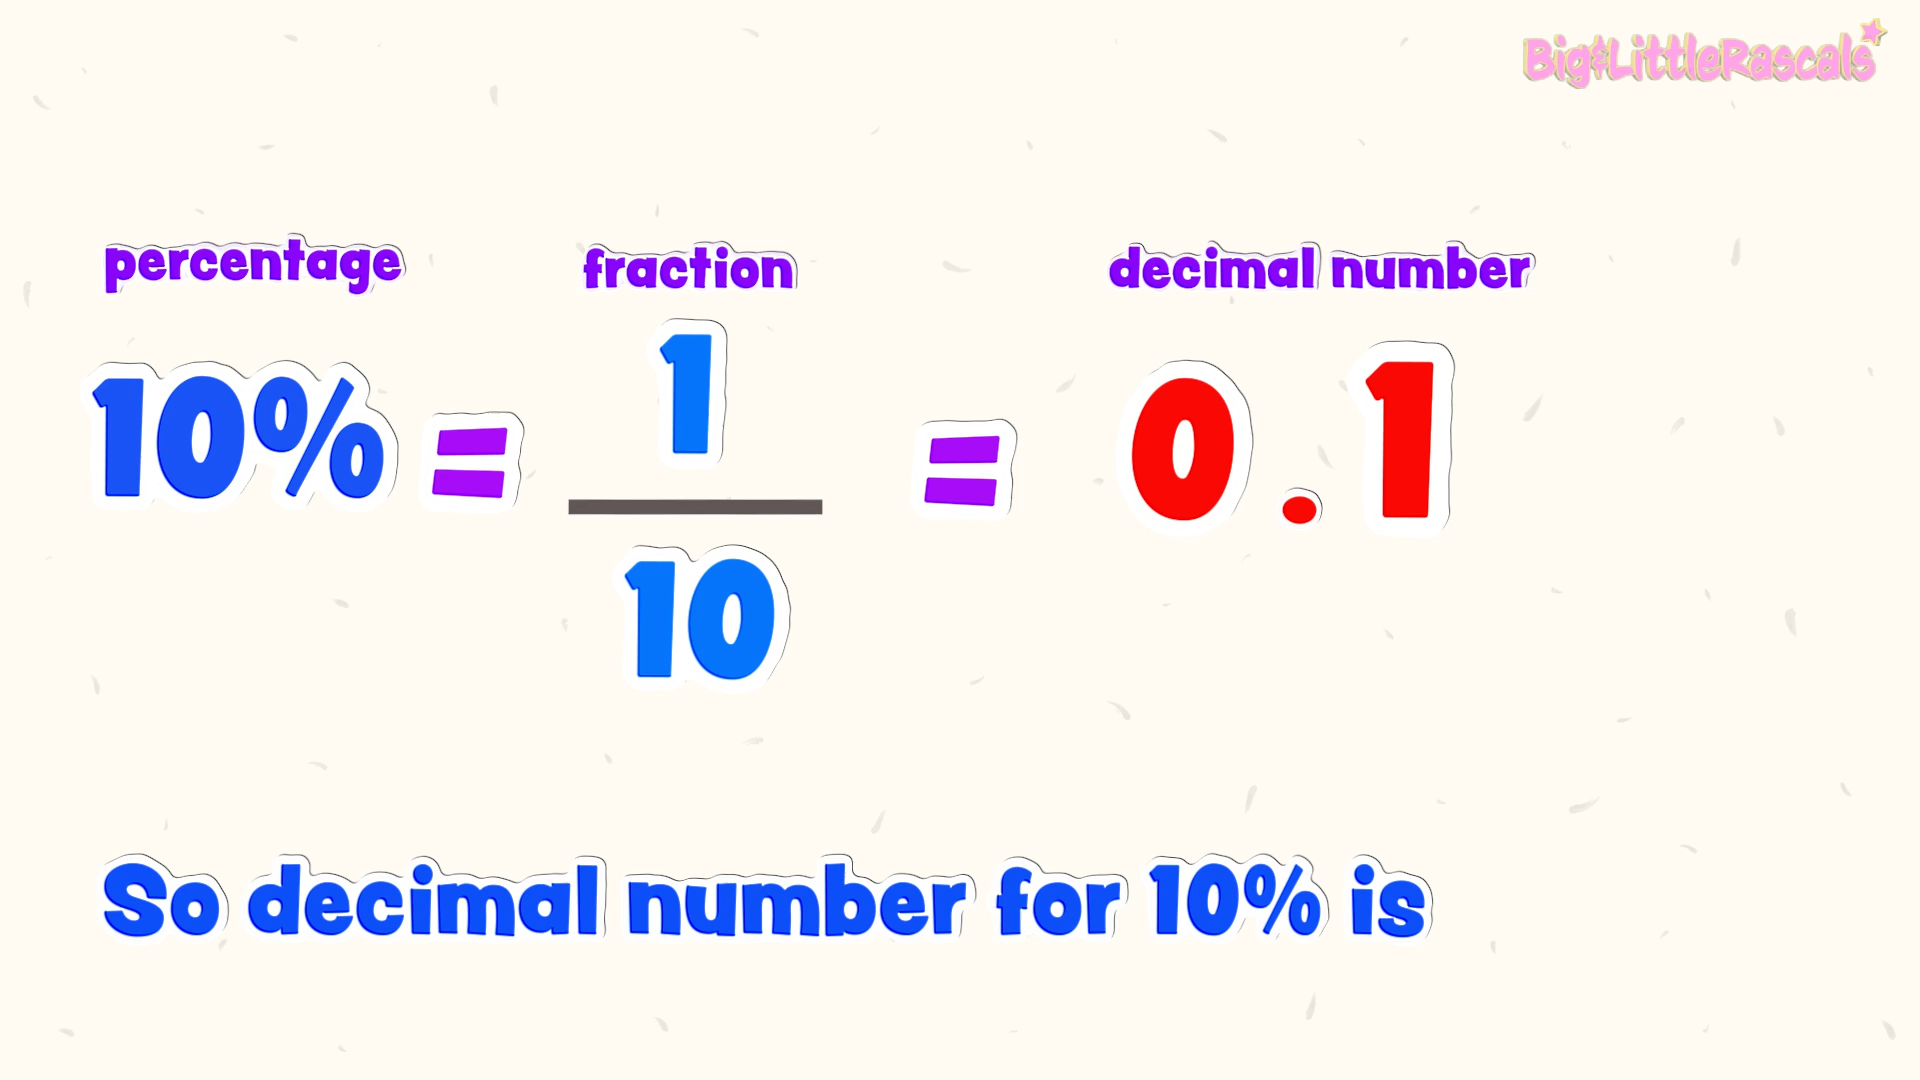 Big&LittleRascals
percentage fraction decimal number
10% = 1/10 = 0.1
So decimal number for 10% is